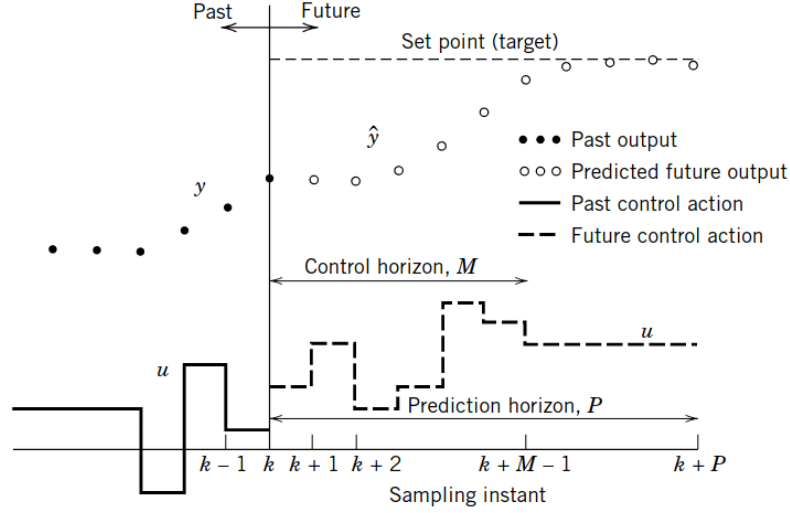 Past Future
Set point (target)
ŷ
y
Past output
Predicted future output
Past control action
Future control action
Control horizon, M
u
u
Prediction horizon, P
k – 1 k k + 1 k + 2 k + M – 1 k + P
Sampling instant